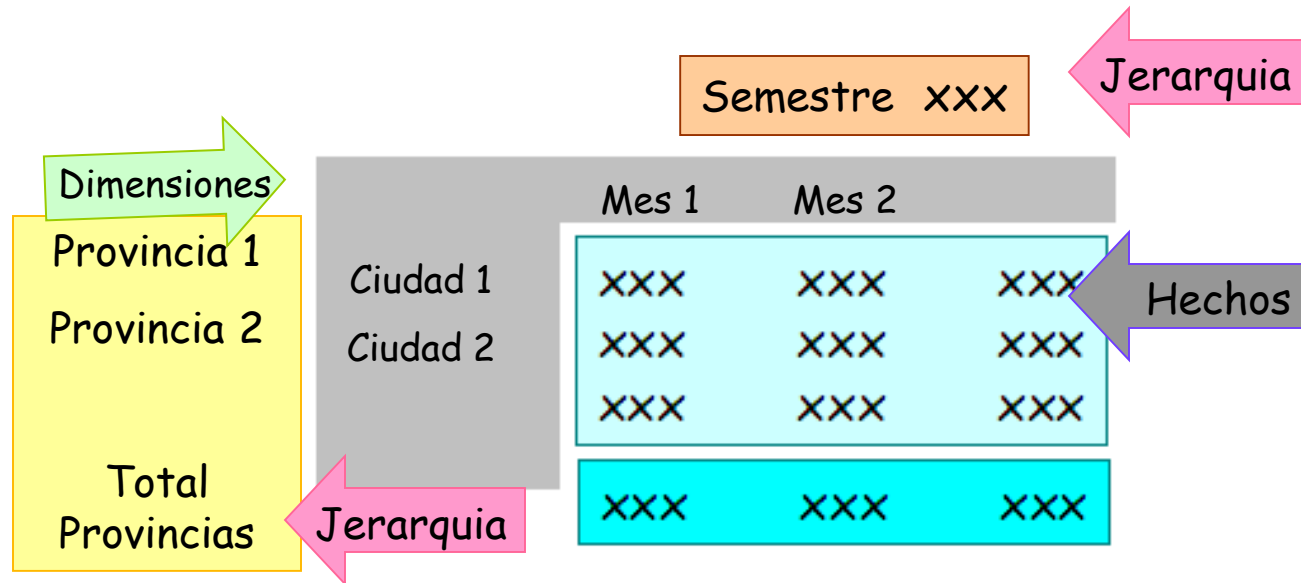 Jerarquia
Semestre xxx
Dimensiones
Mes 1 Mes 2
Provincia 1
Ciudad 1 xxx xxx xxx
Hechos
Provincia 2
Ciudad 2 xxx xxx xxx
xxx xxx xxx
Total
Provincias
Jerarquia
xxx xxx xxx